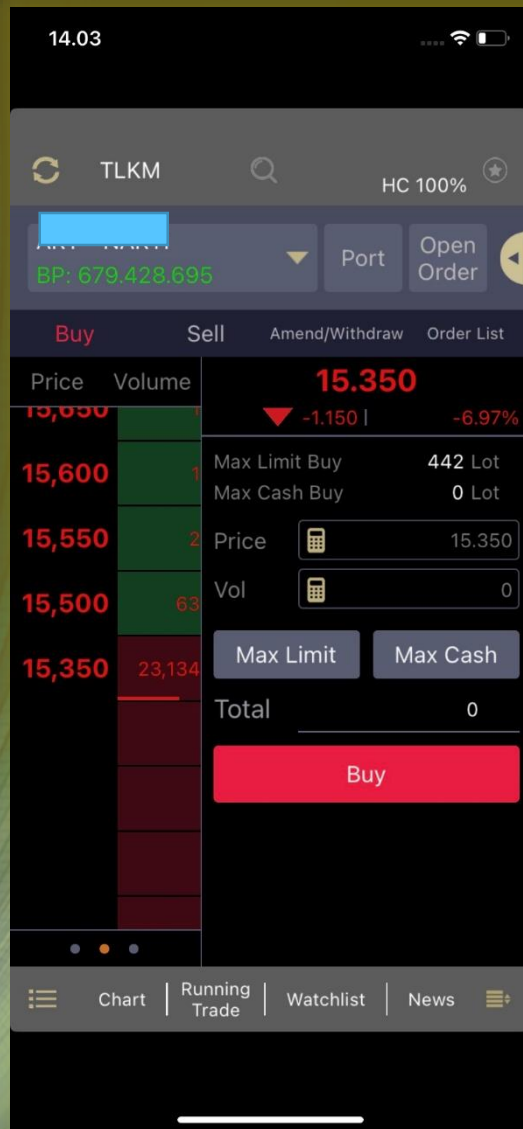 14.03
TLKM
HC 100%
BP: 679.428.695
Port
Open
Order
Buy
Sell
Amend/Withdraw
Order List
Price
Volume
15.350
-1.150
-6.97%
15,650
15,600 1
15,550 2
15,500 63
15,350 23,134
Max Limit Buy 442 Lot
Max Cash Buy 0 Lot
Price 15.350
Vol 0
Max Limit
Max Cash
Total 0
Buy
Chart
Running
Trade
Watchlist
News